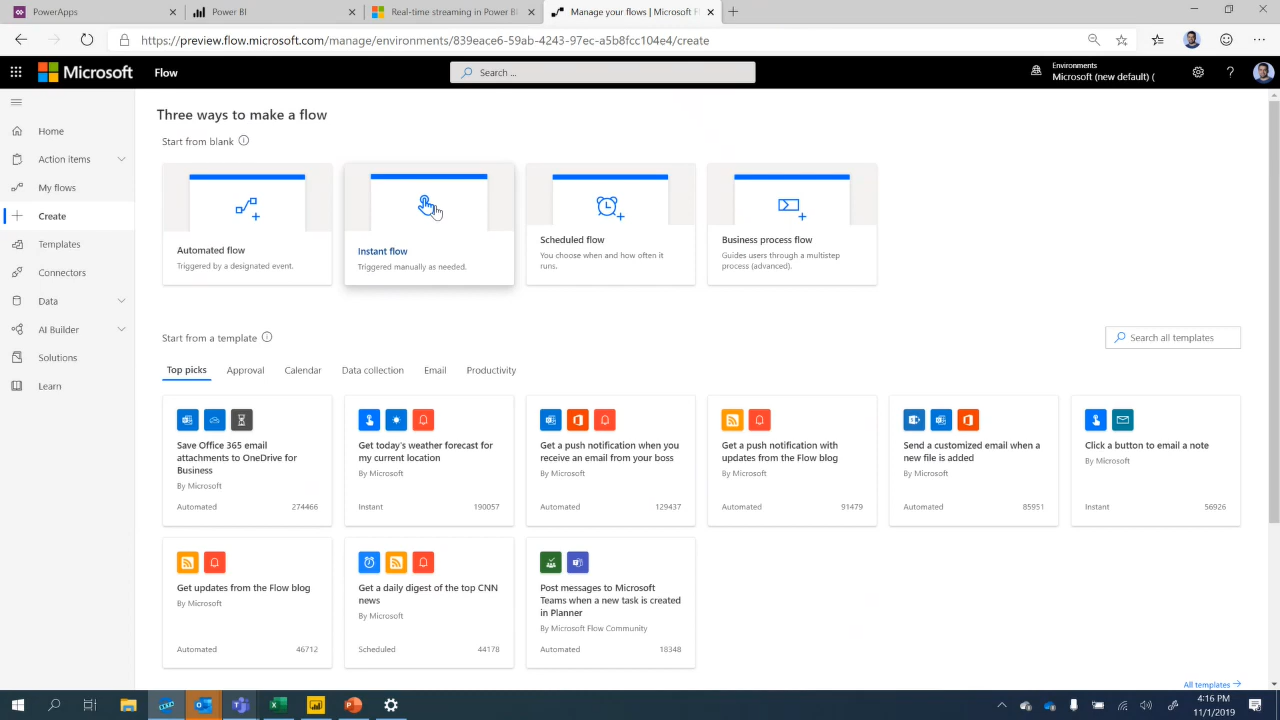 PowerApps
Power BI
Real-time streaming in Power BI
Manage your flows | Microsoft F
https://preview.flow.microsoft.com/manage/environments/839eace6-59ab-4243-97ec-a5b8fcc104e4/create
Microsoft
Flow
Search ...
Environments
Microsoft (new default) (
Three ways to make a flow
Start from blank
Home
Action items
My flows
Create
Templates
Connectors
Data
AI Builder
Solutions
Learn
Automated flow
Triggered by a designated event.
Instant flow
Triggered manually as needed.
Scheduled flow
You choose when and how often it
runs.
Business process flow
Guides users through a multistep
process (advanced).
Start from a template
Search all templates
Top picks
Approval
Calendar
Data collection
Email
Productivity
Save Office 365 email
attachments to OneDrive for
Business
By Microsoft
Automated
274466
Get today's weather forecast for
my current location
By Microsoft
Instant
190057
Get a push notification when you
receive an email from your boss
By Microsoft
Automated
129437
Get a push notification with
updates from the Flow blog
By Microsoft
Automated
91479
Send a customized email when a
new file is added
By Microsoft
Automated
85951
Click a button to email a note
By Microsoft
Instant
56926
Get updates from the Flow blog
By Microsoft
Automated
46712
Get a daily digest of the top CNN
news
By Microsoft
Scheduled
44178
Post messages to Microsoft
Teams when a new task is created
in Planner
By Microsoft Flow Community
Automated
18348
All templates
4:16 PM
11/1/2019